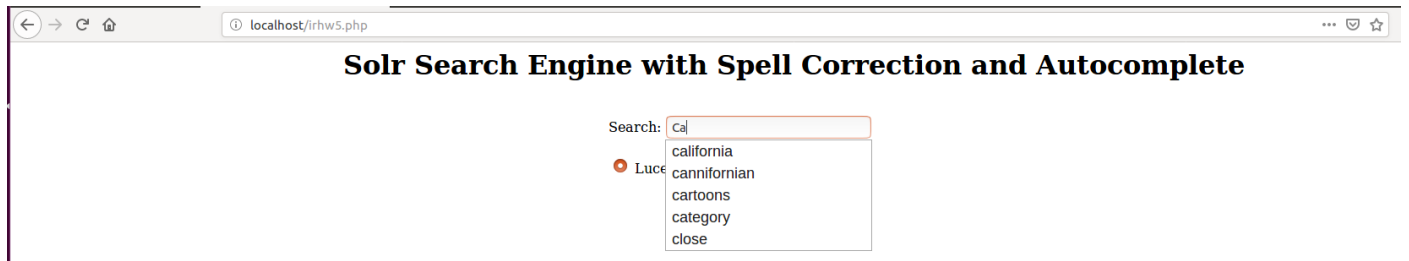 localhost/irhw5.php
Solr Search Engine with Spell Correction and Autocomplete
Search: Ca
california
Luce
cannifornian
cartoons
category
close